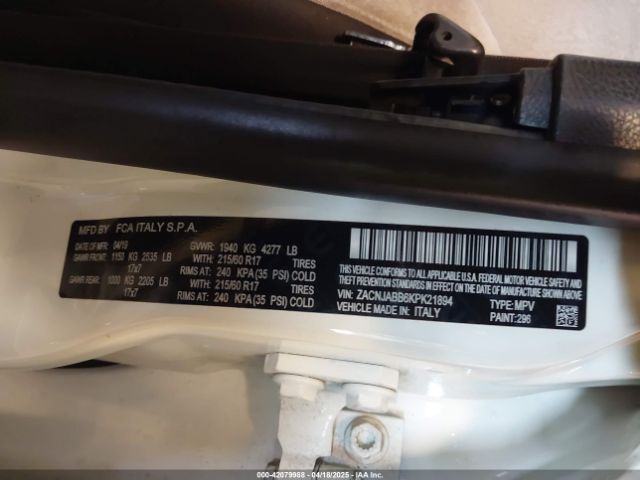 MFD BY FCA ITALY S.P.A.
DATE OF MFR 04/19 GVWR: 1940 KG 4277 LB
GAWR FRONT: 1150 KG 2535 LB WITH: 215/60 R17 TIRES
17x7 RIMS AT: 240 KPA(35 PSI) COLD
GAWR REAR: 1000 KG 2205 LB WITH: 215/60 R17 TIRES
17x7 RIMS AT: 240 KPA(35 PSI) COLD
THIS VEHICLE CONFORMS TO ALL APPLICABLE U.S.A. FEDERAL MOTOR VEHICLE SAFETY, BUMPER AND
THEFT PREVENTION STANDARDS IN EFFECT ON THE DATE OF MANUFACTURE SHOWN ABOVE.
VIN: ZACNJABB6KPK21894 TYPE: MPV
VEHICLE MADE IN: ITALY PAINT:296
000-42079988 - 04/18/2025 - IAAI.COM